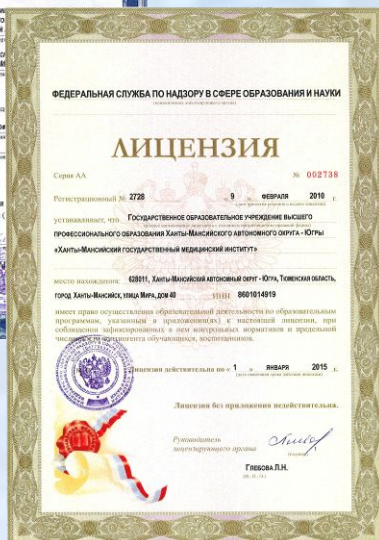 ФЕДЕРАЛЬНАЯ СЛУЖБА ПО НАДЗОРУ В СФЕРЕ ОБРАЗОВАНИЯ И НАУКИ
ЛИЦЕНЗИЯ
Серия АА № 002738
Регистрационный № 2728 9 ФЕВРАЛЯ 2010 г.
устанавливает, что ГОСУДАРСТВЕННОЕ ОБРАЗОВАТЕЛЬНОЕ УЧРЕЖДЕНИЕ ВЫСШЕГО
ПРОФЕССИОНАЛЬНОГО ОБРАЗОВАНИЯ ХАНТЫ-МАНСИЙСКОГО АВТОНОМНОГО ОКРУГА - ЮГРЫ
«ХАНТЫ-МАНСИЙСКИЙ ГОСУДАРСТВЕННЫЙ МЕДИЦИНСКИЙ ИНСТИТУТ»
место нахождения: 628011, ХАНТЫ-МАНСИЙСКИЙ АВТОНОМНЫЙ ОКРУГ - ЮГРА, ТЮМЕНСКАЯ ОБЛАСТЬ,
ГОРОД ХАНТЫ-МАНСИЙСК, УЛИЦА МИРА, ДОМ 40 ИНН 8601014919
имеет право осуществления образовательной деятельности по образовательным
программам, указанным в приложении(ях) к настоящей лицензии, при
соблюдении зафиксированных в нем контрольных нормативов и предельной
контингента обучающихся, воспитанников.
Лицензия действительна по « 1 » ЯНВАРЯ 2015 г.
Лицензия без приложения недействительна.
Руководитель
лицензирующего органа
ГЛЕБОВА Л.Н.